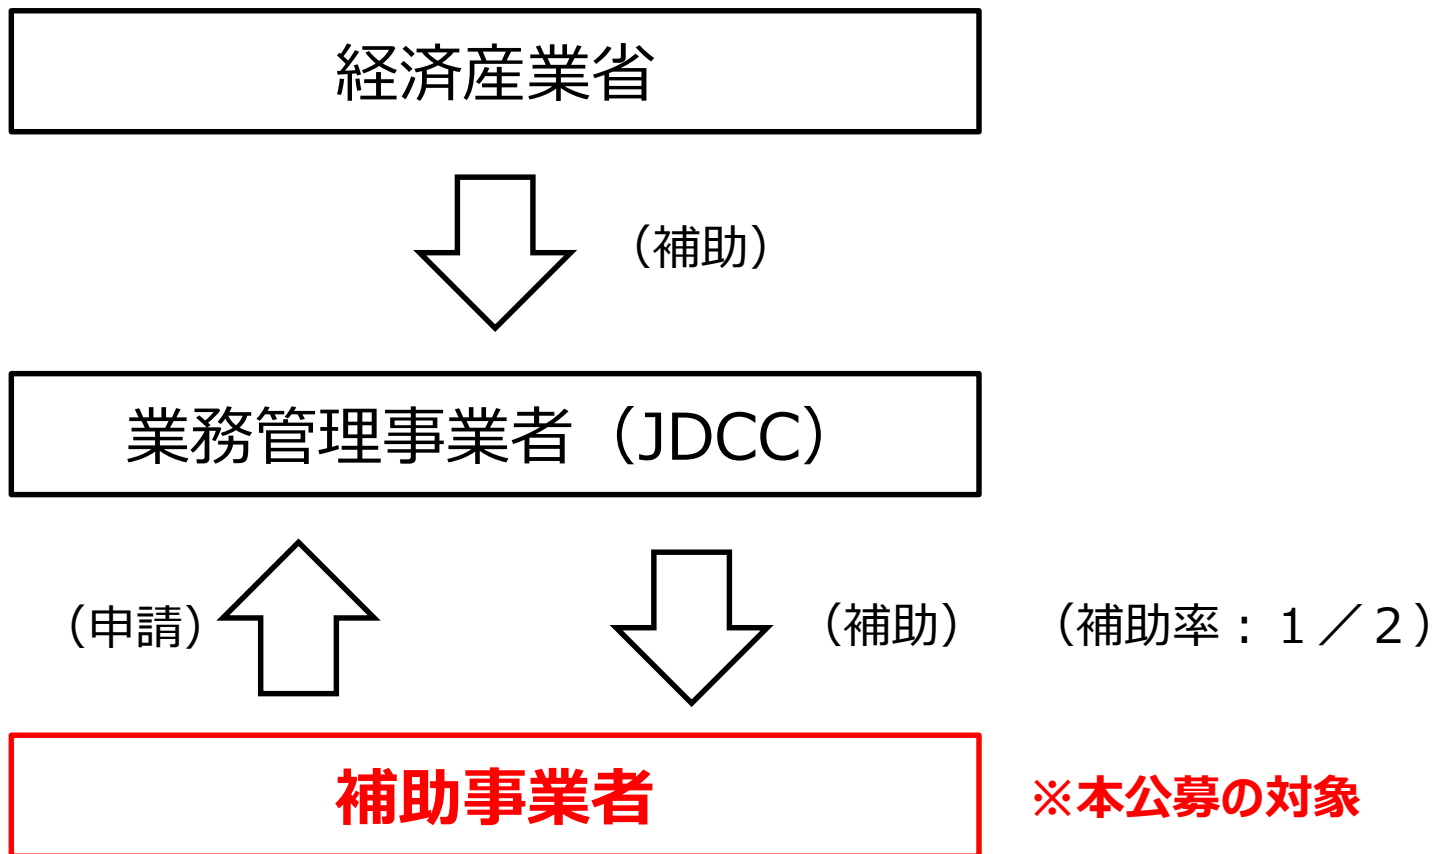 経済産業省
（補助）
業務管理事業者（JDCC）
（申請）
（補助）
（補助率：１／２）
補助事業者
※本公募の対象